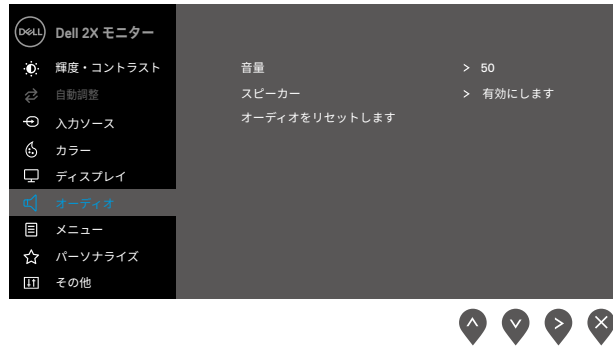 DELL Dell 2X モニター
輝度・コントラスト
自動調整
入力ソース
カラー
ディスプレイ
オーディオ
メニュー
パーソナライズ
その他
音量 > 50
スピーカー > 有効にします
オーディオをリセットします